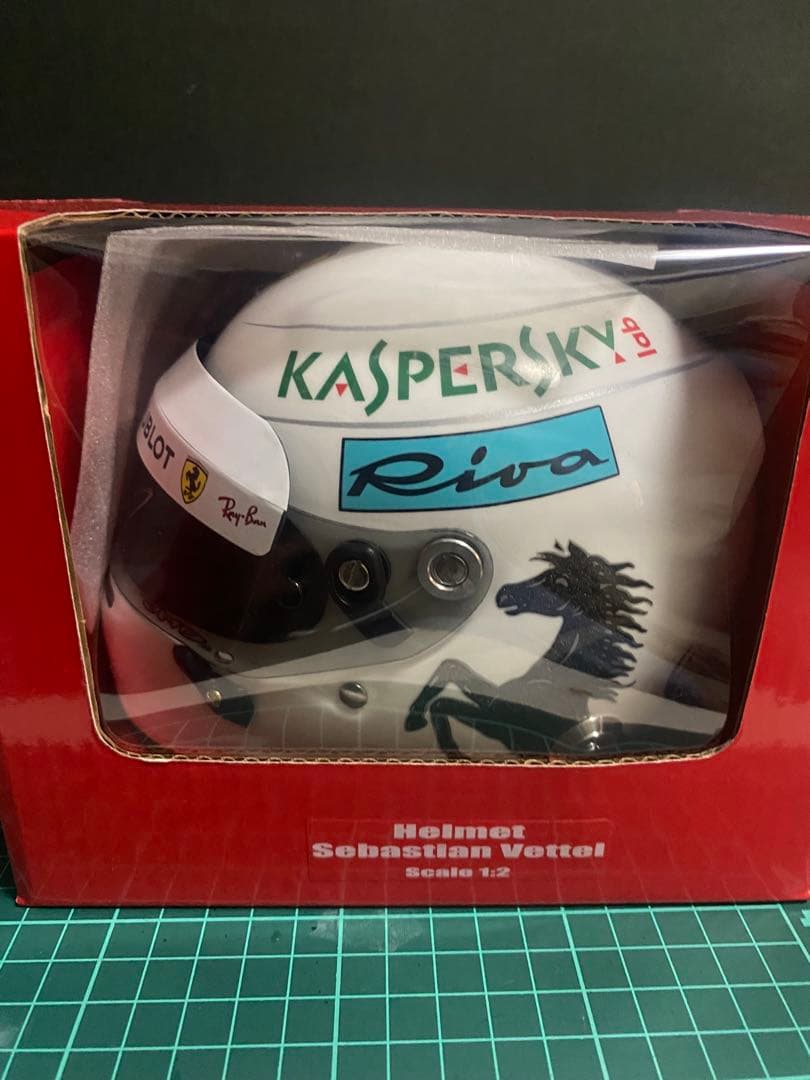 KASPERSKY lab
Riva
BLOT
Ray-Ban
Helmet
Sebastian Vettel
Scale 1:2